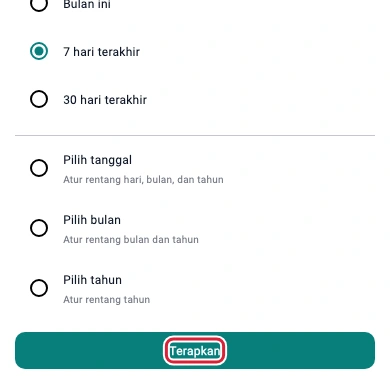 Bulan ini
7 hari terakhir
30 hari terakhir
Pilih tanggal
Atur rentang hari, bulan, dan tahun
Pilih bulan
Atur rentang bulan dan tahun
Pilih tahun
Atur rentang tahun
Terapkan